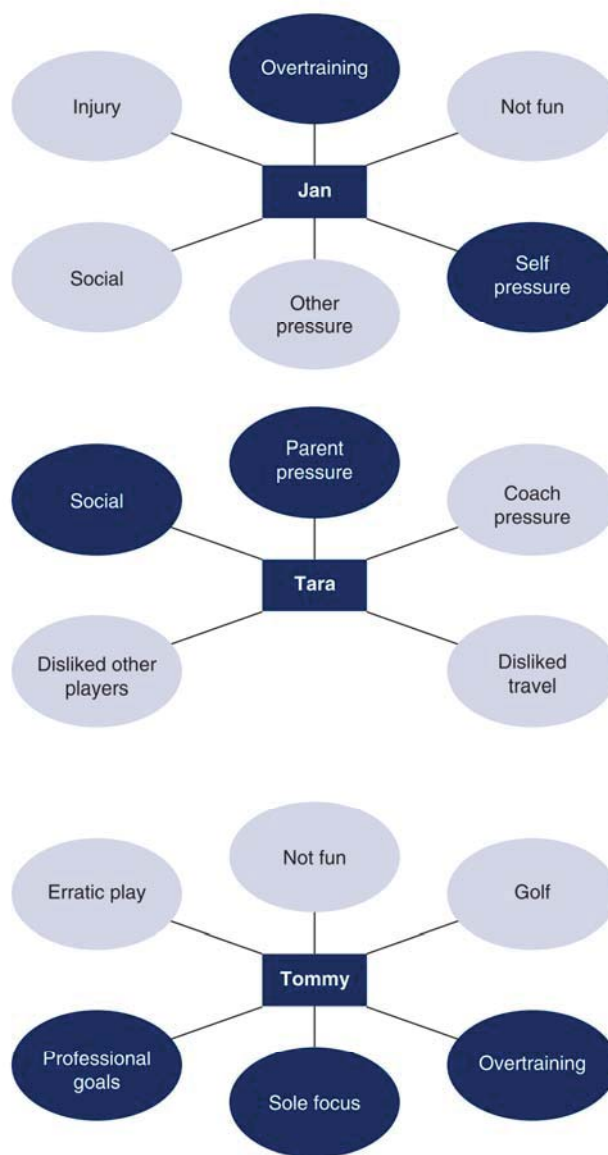 Overtraining
Injury
Not fun
Jan
Social
Other
pressure
Self
pressure
Parent
pressure
Social
Coach
pressure
Tara
Disliked other
players
Disliked
travel
Not fun
Erratic play
Golf
Tommy
Professional
goals
Sole focus
Overtraining